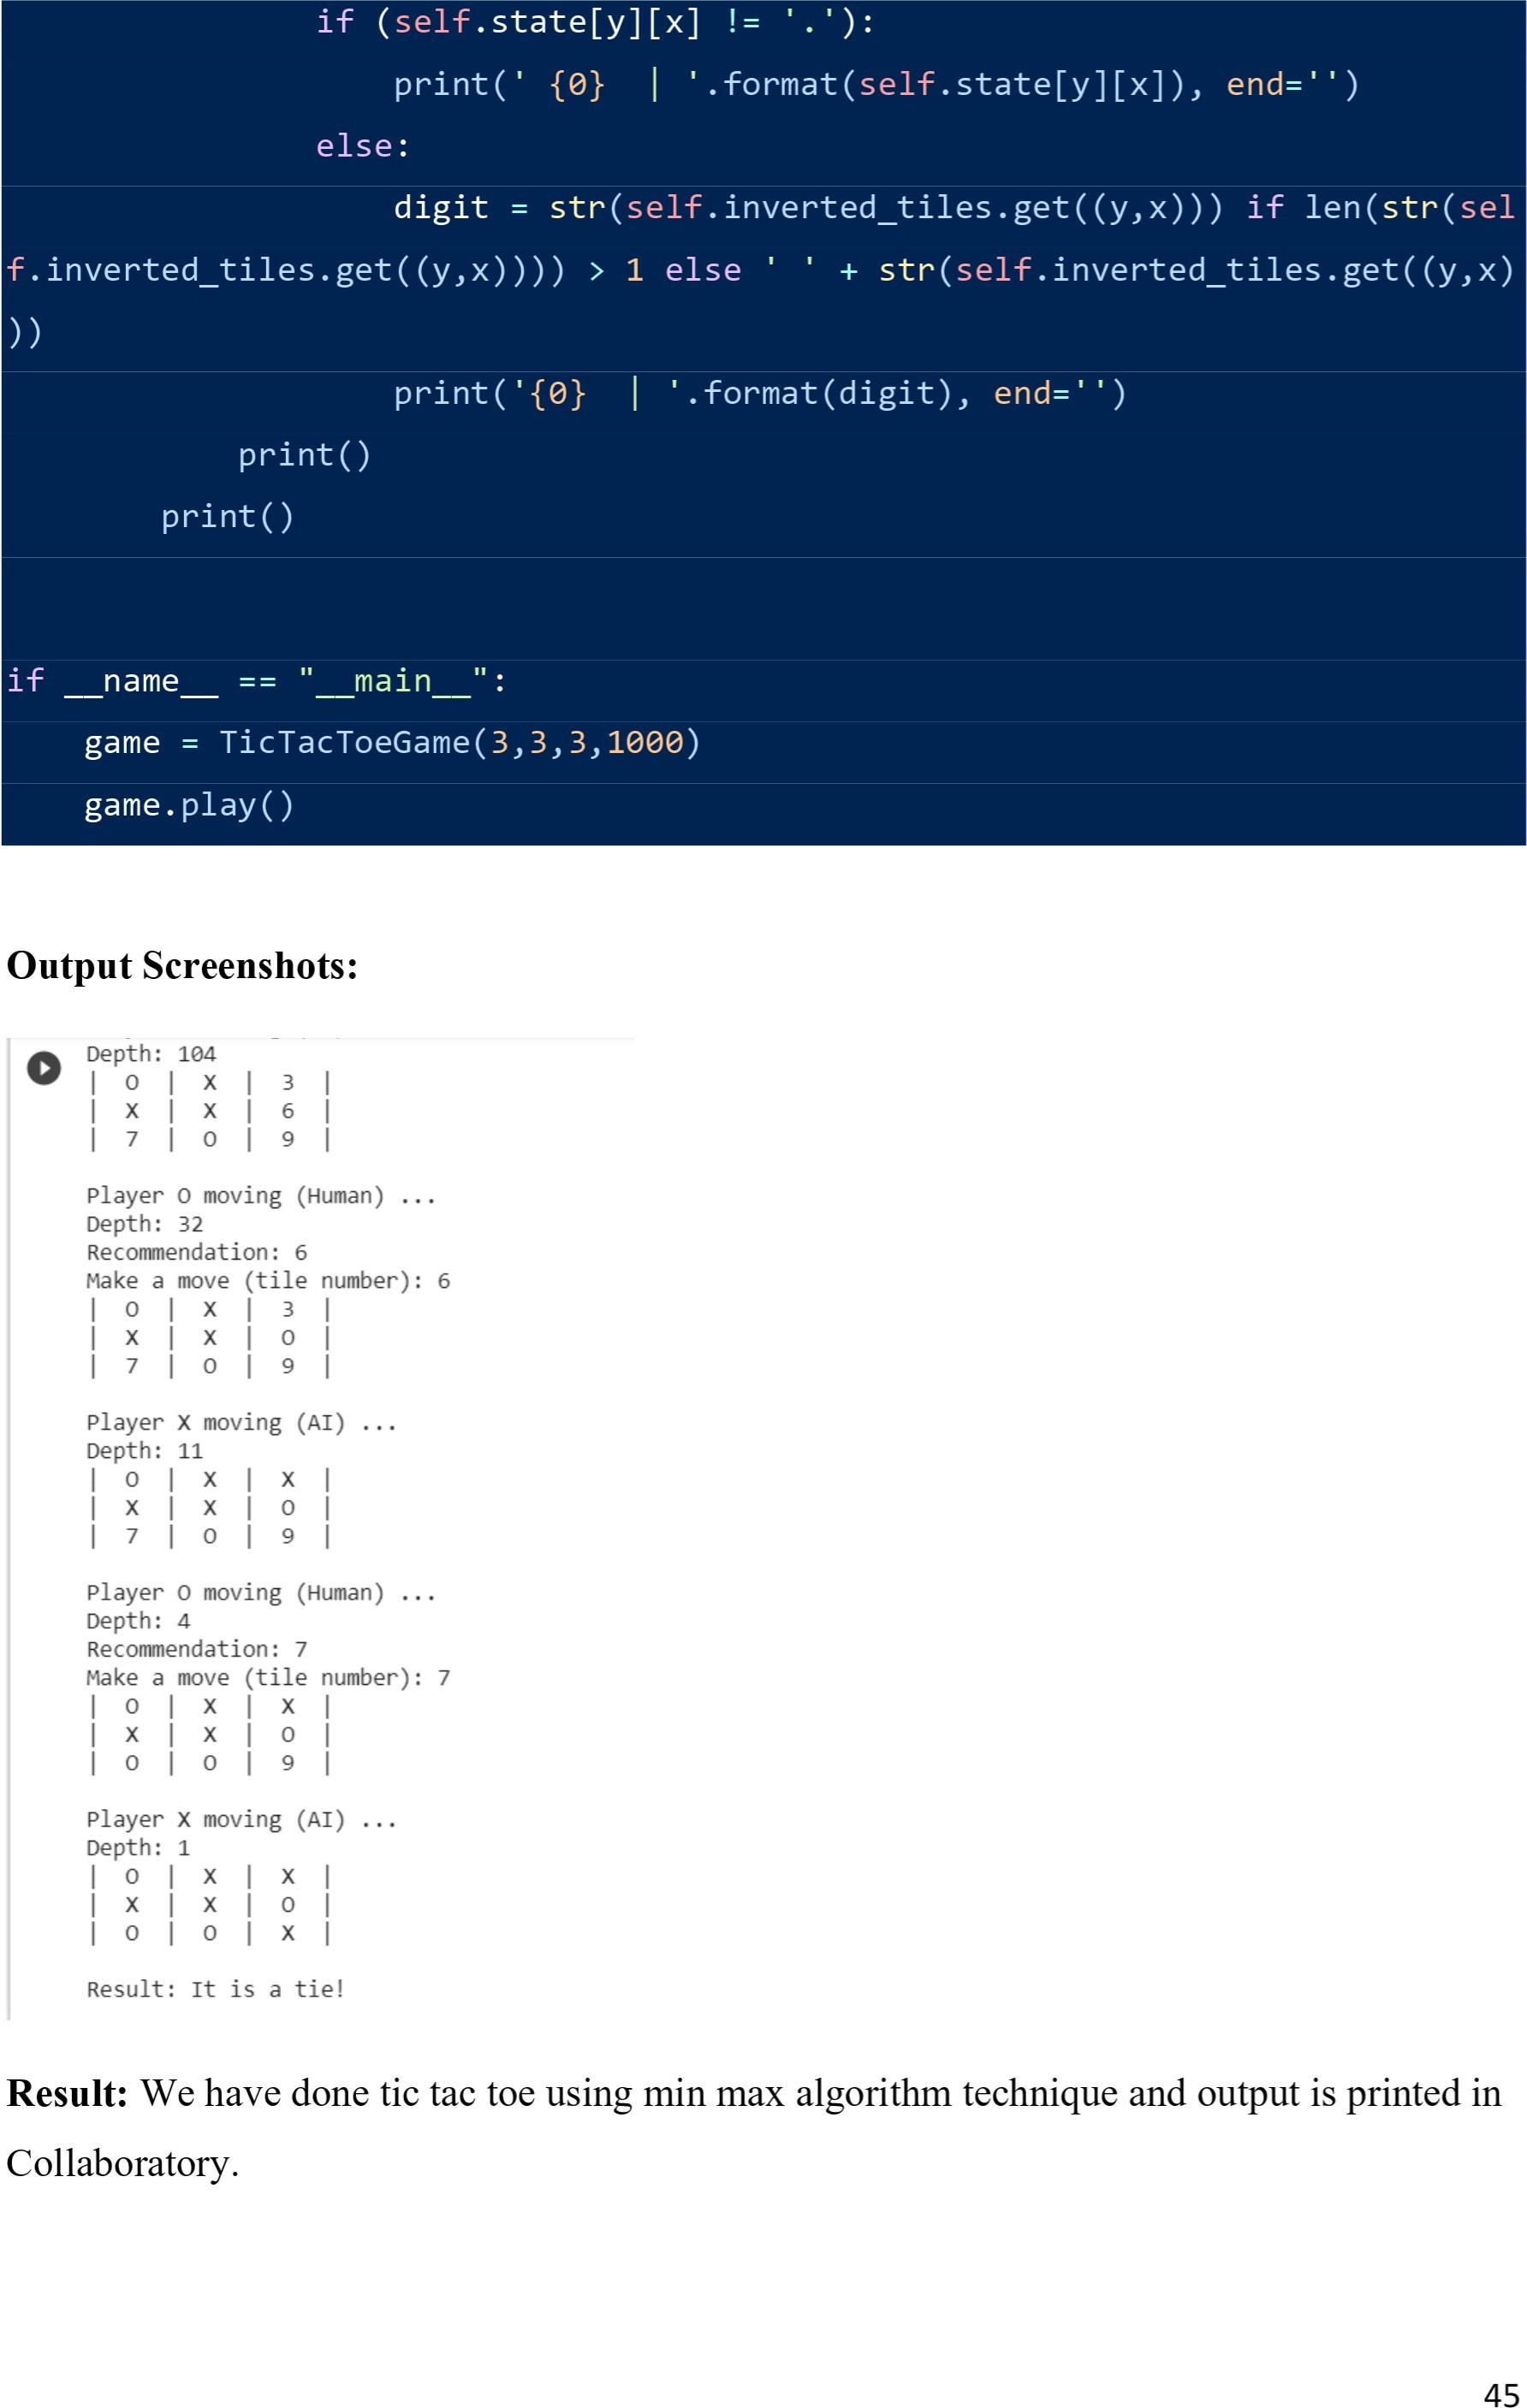 if (self.state[y][x] != '.'):
print(' {0}  | '.format(self.state[y][x]), end='')
else:
digit = str(self.inverted_tiles.get((y,x))) if len(str(sel
f.inverted_tiles.get((y,x)))) > 1 else ' ' + str(self.inverted_tiles.get((y,x)
))
print('{0}  | '.format(digit), end='')
print()
print()
if __name__ == "__main__":
game = TicTacToeGame(3,3,3,1000)
game.play()
Output Screenshots:
Depth: 104
|  O  |  X  |  3  |
|  X  |  X  |  6  |
|  7  |  O  |  9  |
Player O moving (Human) ...
Depth: 32
Recommendation: 6
Make a move (tile number): 6
|  O  |  X  |  3  |
|  X  |  X  |  O  |
|  7  |  O  |  9  |
Player X moving (AI) ...
Depth: 11
|  O  |  X  |  X  |
|  X  |  X  |  O  |
|  7  |  O  |  9  |
Player O moving (Human) ...
Depth: 4
Recommendation: 7
Make a move (tile number): 7
|  O  |  X  |  X  |
|  X  |  X  |  O  |
|  O  |  O  |  9  |
Player X moving (AI) ...
Depth: 1
|  O  |  X  |  X  |
|  X  |  X  |  O  |
|  O  |  O  |  X  |
Result: It is a tie!
Result: We have done tic tac toe using min max algorithm technique and output is printed in
Collaboratory.
45